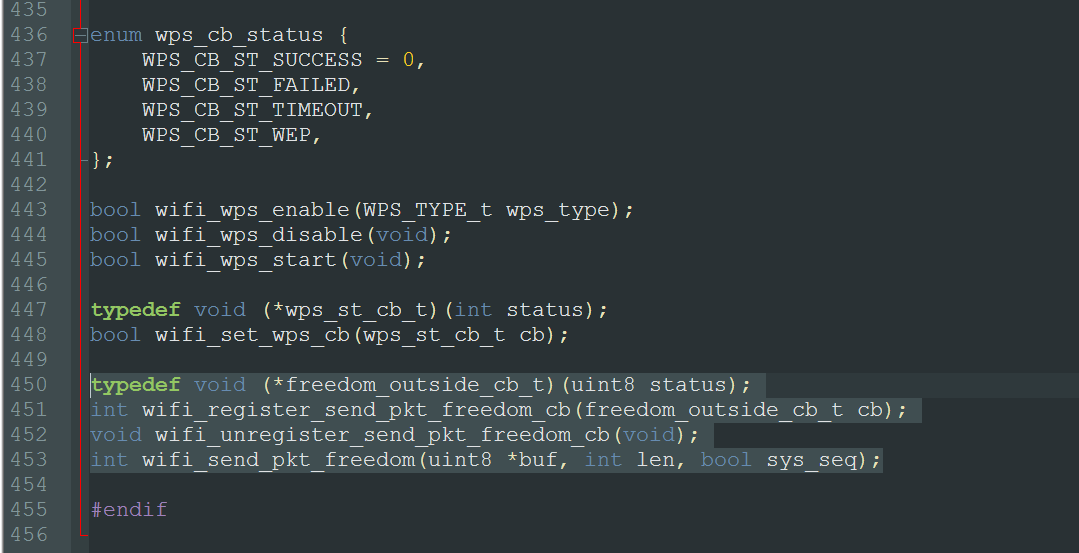 435
436 enum wps_cb_status {
437     WPS_CB_ST_SUCCESS = 0,
438     WPS_CB_ST_FAILED,
439     WPS_CB_ST_TIMEOUT,
440     WPS_CB_ST_WEP,
441 };
442
443 bool wifi_wps_enable(WPS_TYPE_t wps_type);
444 bool wifi_wps_disable(void);
445 bool wifi_wps_start(void);
446
447 typedef void (*wps_st_cb_t)(int status);
448 bool wifi_set_wps_cb(wps_st_cb_t cb);
449
450 typedef void (*freedom_outside_cb_t)(uint8 status);
451 int wifi_register_send_pkt_freedom_cb(freedom_outside_cb_t cb);
452 void wifi_unregister_send_pkt_freedom_cb(void);
453 int wifi_send_pkt_freedom(uint8 *buf, int len, bool sys_seq);
454
455 #endif
456